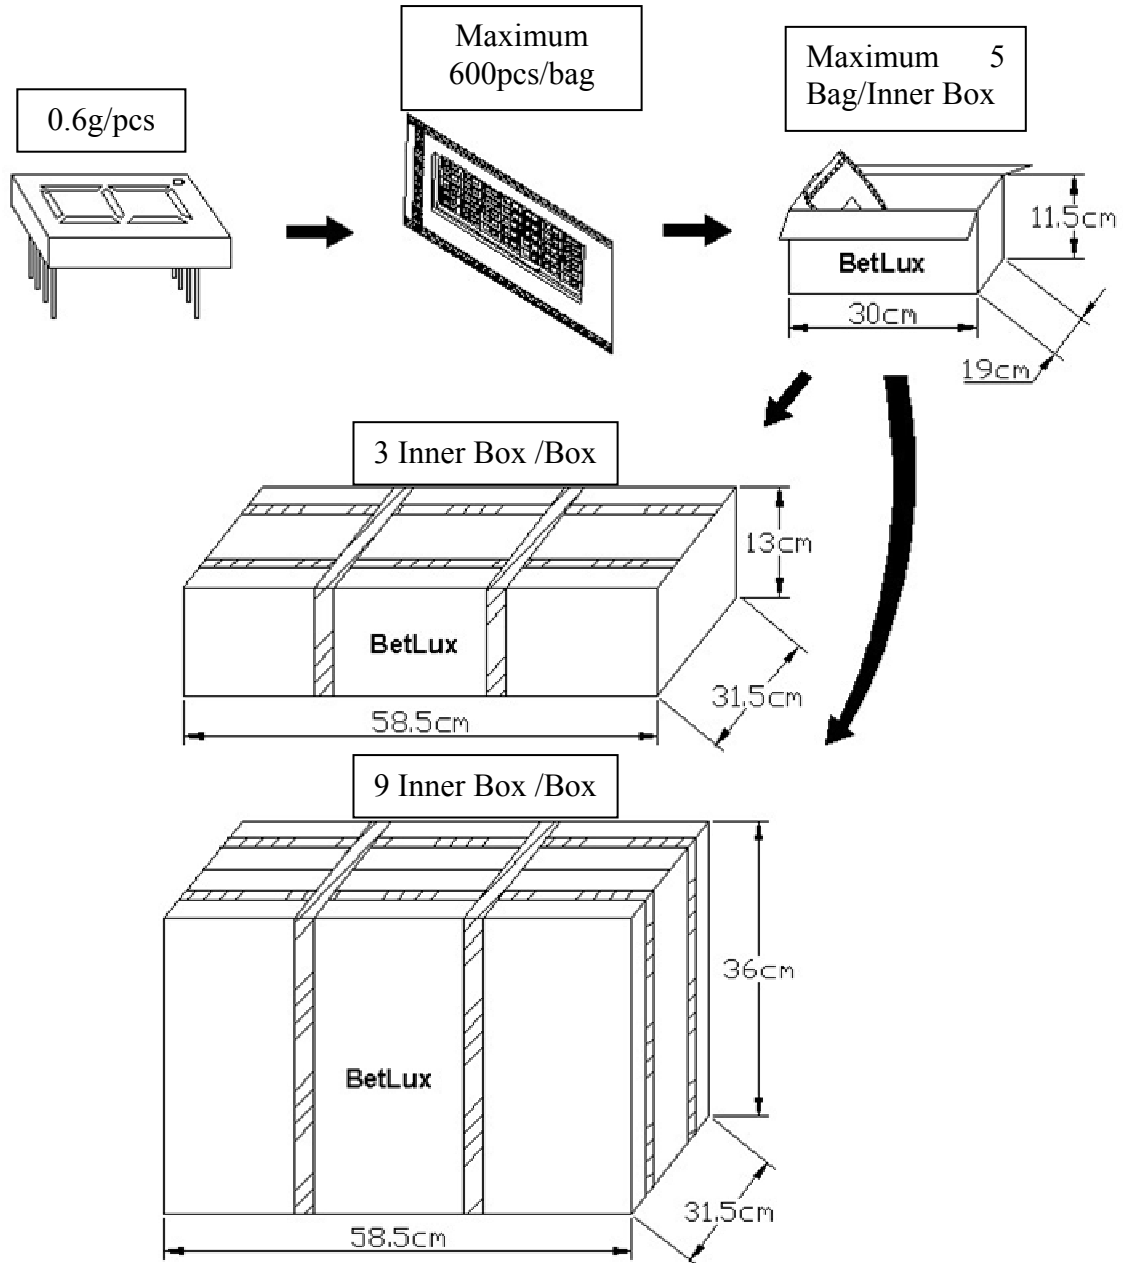 Maximum
600pcs/bag
Maximum 5
Bag/Inner Box
0.6g/pcs
11.5cm
BetLux
30cm
19cm
3 Inner Box /Box
13cm
BetLux
31.5cm
58.5cm
9 Inner Box /Box
36cm
BetLux
31.5cm
58.5cm